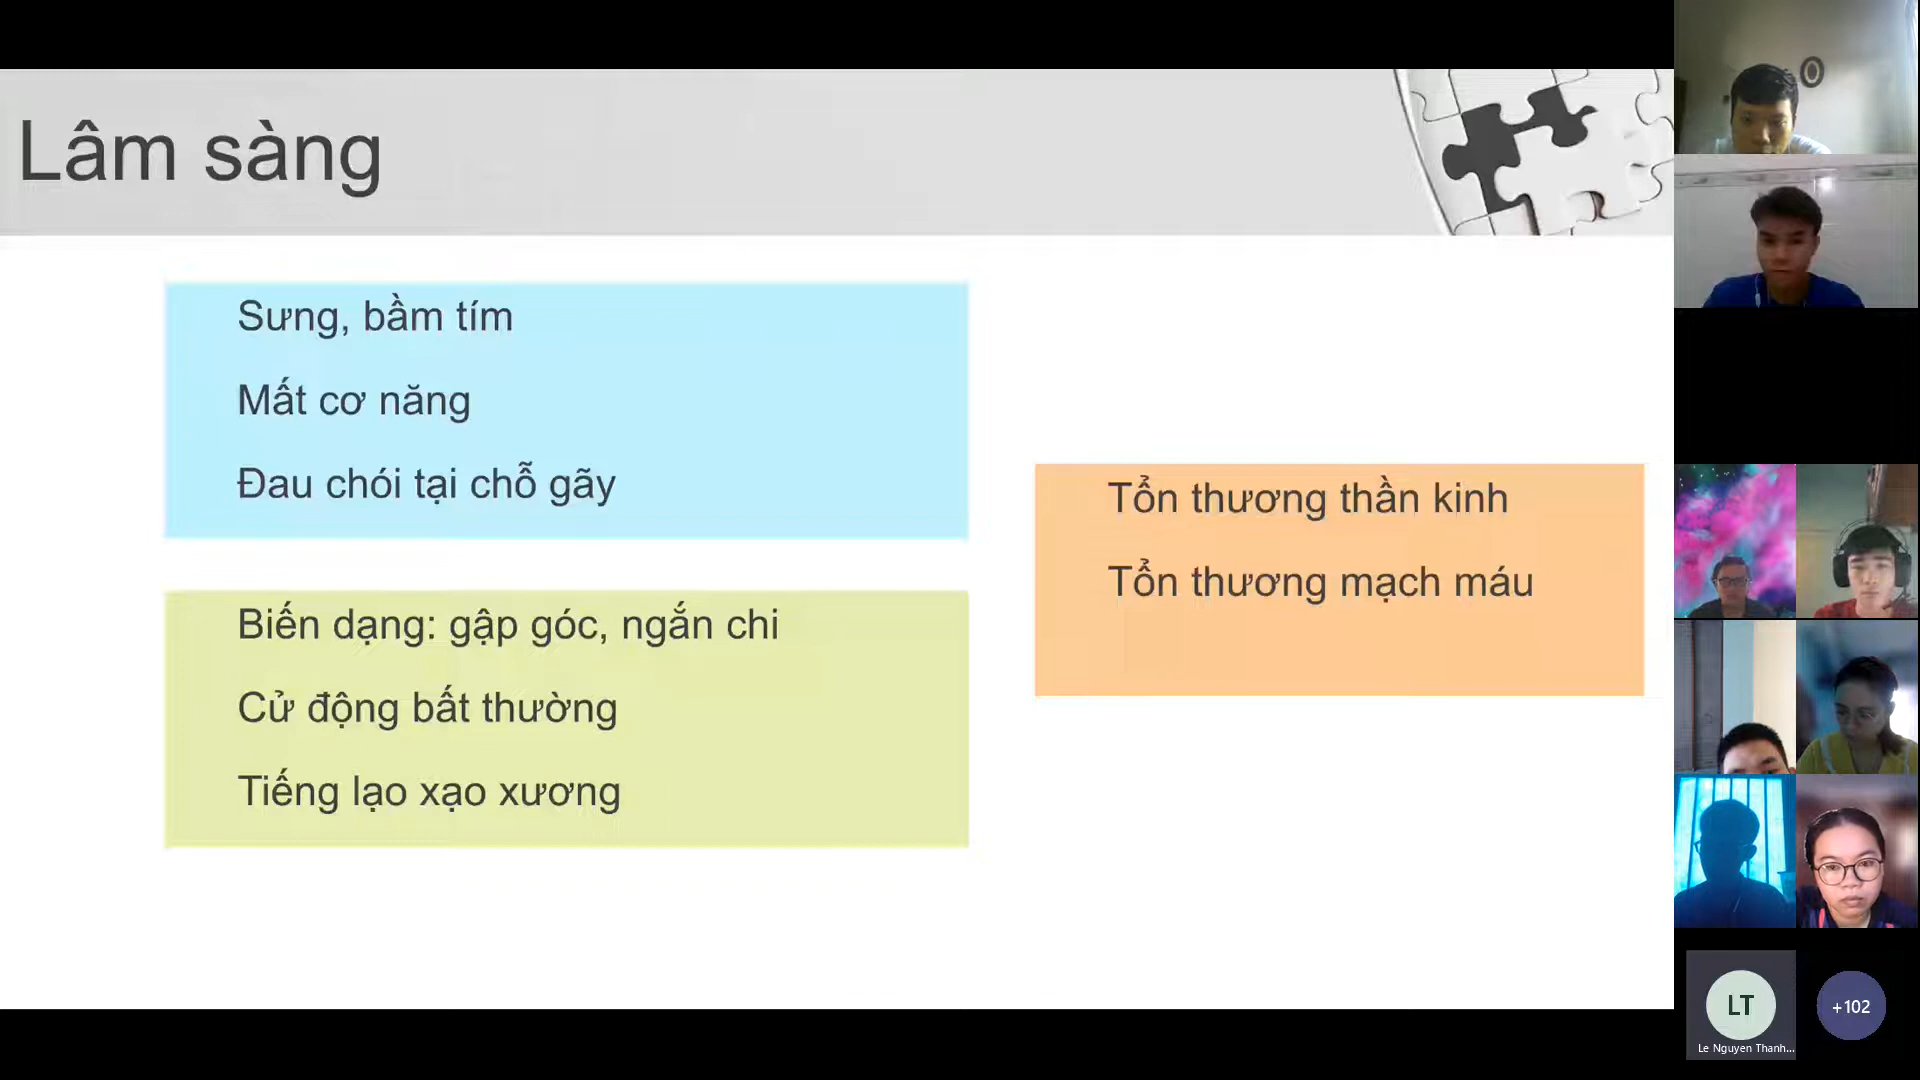 Lâm sàng
Sưng, bầm tím
Mất cơ năng
Đau chói tại chỗ gãy
Biến dạng: gập góc, ngắn chi
Cử động bất thường
Tiếng lạo xạo xương
Tổn thương thần kinh
Tổn thương mạch máu
LT
Le Nguyen Thanh...
+102